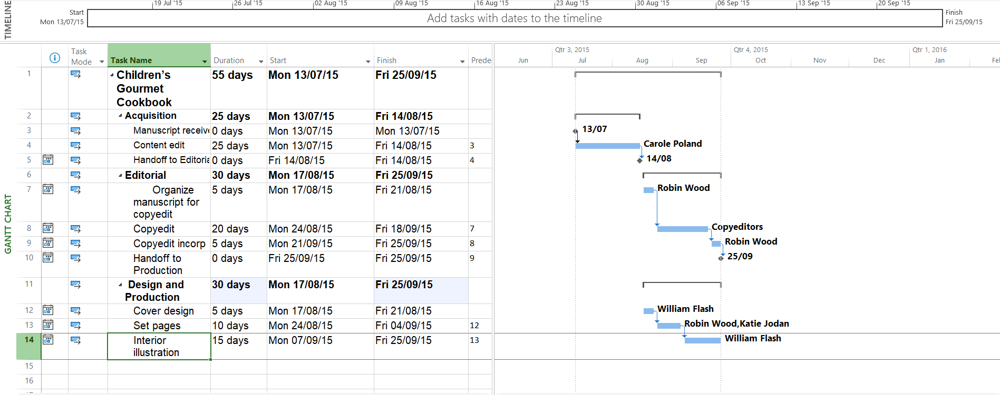 TIMELINE
19 Jul '15 26 Jul '15 02 Aug '15 09 Aug '15 16 Aug '15 23 Aug '15 30 Aug '15 06 Sep '15 13 Sep '15 20 Sep '15
Start
Mon 13/07/15
Add tasks with dates to the timeline
Finish
Fri 25/09/15
GANTT CHART
Task Mode Task Name Duration Start Finish Prede
Qtr 3, 2015 Qtr 4, 2015 Qtr 1, 2016
Jun Jul Aug Sep Oct Nov Dec Jan Fe
1 Children’s 55 days Mon 13/07/15 Fri 25/09/15
Gourmet
Cookbook
2 Acquisition 25 days Mon 13/07/15 Fri 14/08/15
3 Manuscript receive 0 days Mon 13/07/15 Mon 13/07/15 13/07
4 Content edit 25 days Mon 13/07/15 Fri 14/08/15 3 Carole Poland
5 Handoff to Editoria 0 days Fri 14/08/15 Fri 14/08/15 4 14/08
6 Editorial 30 days Mon 17/08/15 Fri 25/09/15
7 Organize 5 days Mon 17/08/15 Fri 21/08/15 Robin Wood
manuscript for
copyedit
8 Copyedit 20 days Mon 24/08/15 Fri 18/09/15 7 Copyeditors
9 Copyedit incorp 5 days Mon 21/09/15 Fri 25/09/15 8 Robin Wood
10 Handoff to 0 days Fri 25/09/15 Fri 25/09/15 9 25/09
Production
11 Design and 30 days Mon 17/08/15 Fri 25/09/15
Production
12 Cover design 5 days Mon 17/08/15 Fri 21/08/15 William Flash
13 Set pages 10 days Mon 24/08/15 Fri 04/09/15 12 Robin Wood,Katie Jodan
14 Interior 15 days Mon 07/09/15 Fri 25/09/15 13 William Flash
illustration
15
16